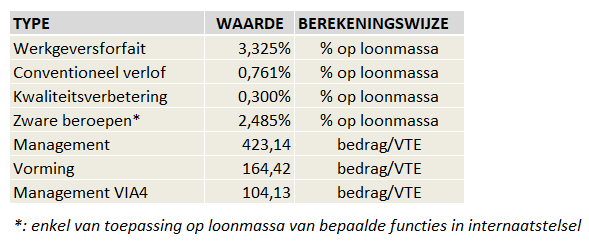 TYPE WAARDE BEREKENINGSWIJZE
Werkgeversforfait 3,325% % op loonmassa
Conventioneel verlof 0,761% % op loonmassa
Kwaliteitsverbetering 0,300% % op loonmassa
Zware beroepen* 2,485% % op loonmassa
Management 423,14 bedrag/VTE
Vorming 164,42 bedrag/VTE
Management VIA4 104,13 bedrag/VTE
*: enkel van toepassing op loonmassa van bepaalde functies in internaatstelsel